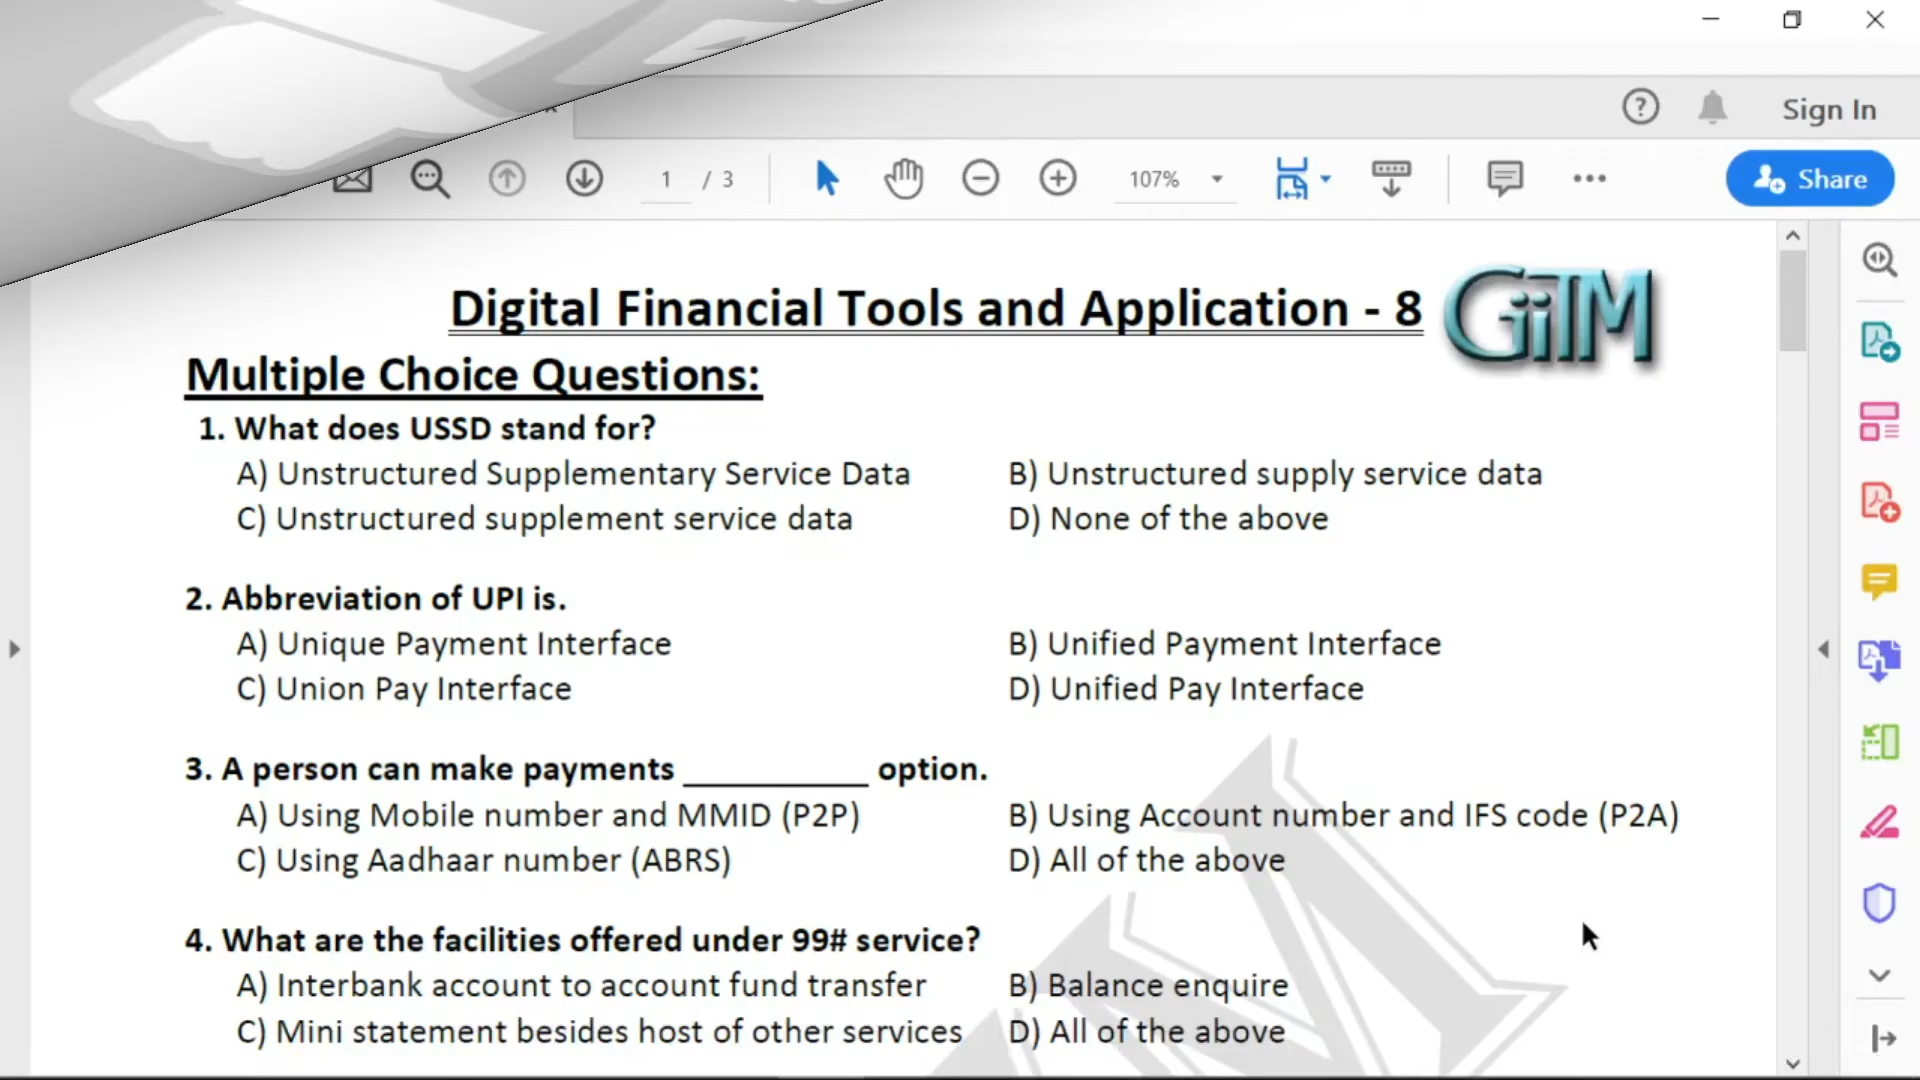 Sign In
1 / 3 107% Share
Digital Financial Tools and Application - 8 GiiTM
Multiple Choice Questions:
1. What does USSD stand for?
A) Unstructured Supplementary Service Data B) Unstructured supply service data
C) Unstructured supplement service data D) None of the above
2. Abbreviation of UPI is.
A) Unique Payment Interface B) Unified Payment Interface
C) Union Pay Interface D) Unified Pay Interface
3. A person can make payments __________ option.
A) Using Mobile number and MMID (P2P) B) Using Account number and IFS code (P2A)
C) Using Aadhaar number (ABRS) D) All of the above
4. What are the facilities offered under 99# service?
A) Interbank account to account fund transfer B) Balance enquire
C) Mini statement besides host of other services D) All of the above